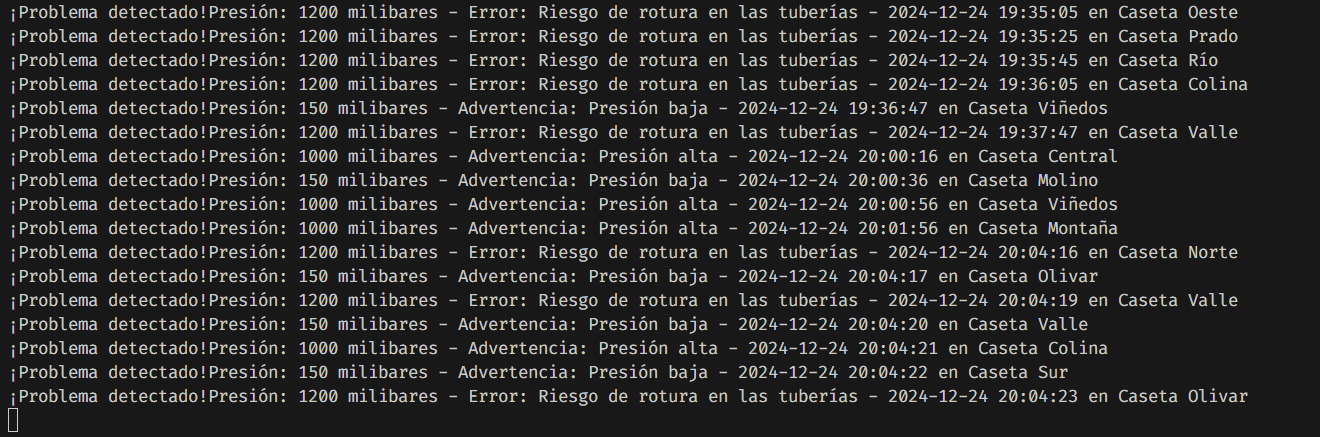 ¡Problema detectado!Presión: 1200 milibares - Error: Riesgo de rotura en las tuberías - 2024-12-24 19:35:05 en Caseta Oeste
¡Problema detectado!Presión: 1200 milibares - Error: Riesgo de rotura en las tuberías - 2024-12-24 19:35:25 en Caseta Prado
¡Problema detectado!Presión: 1200 milibares - Error: Riesgo de rotura en las tuberías - 2024-12-24 19:35:45 en Caseta Río
¡Problema detectado!Presión: 1200 milibares - Error: Riesgo de rotura en las tuberías - 2024-12-24 19:36:05 en Caseta Colina
¡Problema detectado!Presión: 150 milibares - Advertencia: Presión baja - 2024-12-24 19:36:47 en Caseta Viñedos
¡Problema detectado!Presión: 1200 milibares - Error: Riesgo de rotura en las tuberías - 2024-12-24 19:37:47 en Caseta Valle
¡Problema detectado!Presión: 1000 milibares - Advertencia: Presión alta - 2024-12-24 20:00:16 en Caseta Central
¡Problema detectado!Presión: 150 milibares - Advertencia: Presión baja - 2024-12-24 20:00:36 en Caseta Molino
¡Problema detectado!Presión: 1000 milibares - Advertencia: Presión alta - 2024-12-24 20:00:56 en Caseta Viñedos
¡Problema detectado!Presión: 1000 milibares - Advertencia: Presión alta - 2024-12-24 20:01:56 en Caseta Montaña
¡Problema detectado!Presión: 1200 milibares - Error: Riesgo de rotura en las tuberías - 2024-12-24 20:04:16 en Caseta Norte
¡Problema detectado!Presión: 150 milibares - Advertencia: Presión baja - 2024-12-24 20:04:17 en Caseta Olivar
¡Problema detectado!Presión: 1200 milibares - Error: Riesgo de rotura en las tuberías - 2024-12-24 20:04:19 en Caseta Valle
¡Problema detectado!Presión: 150 milibares - Advertencia: Presión baja - 2024-12-24 20:04:20 en Caseta Valle
¡Problema detectado!Presión: 1000 milibares - Advertencia: Presión alta - 2024-12-24 20:04:21 en Caseta Colina
¡Problema detectado!Presión: 150 milibares - Advertencia: Presión baja - 2024-12-24 20:04:22 en Caseta Sur
¡Problema detectado!Presión: 1200 milibares - Error: Riesgo de rotura en las tuberías - 2024-12-24 20:04:23 en Caseta Olivar